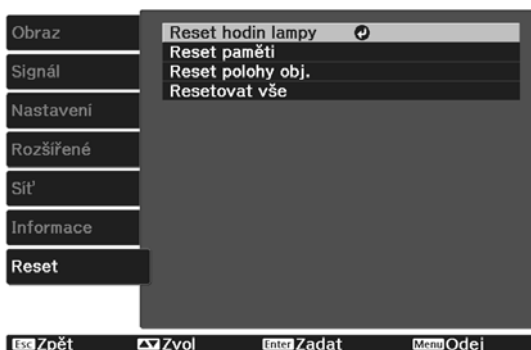 Obraz
Signál
Nastavení
Rozšířené
Síť
Informace
Reset
Reset hodin lampy
Reset paměti
Reset polohy obj.
Resetovat vše
Esc Zpět Zvol Enter Zadat Menu Odej